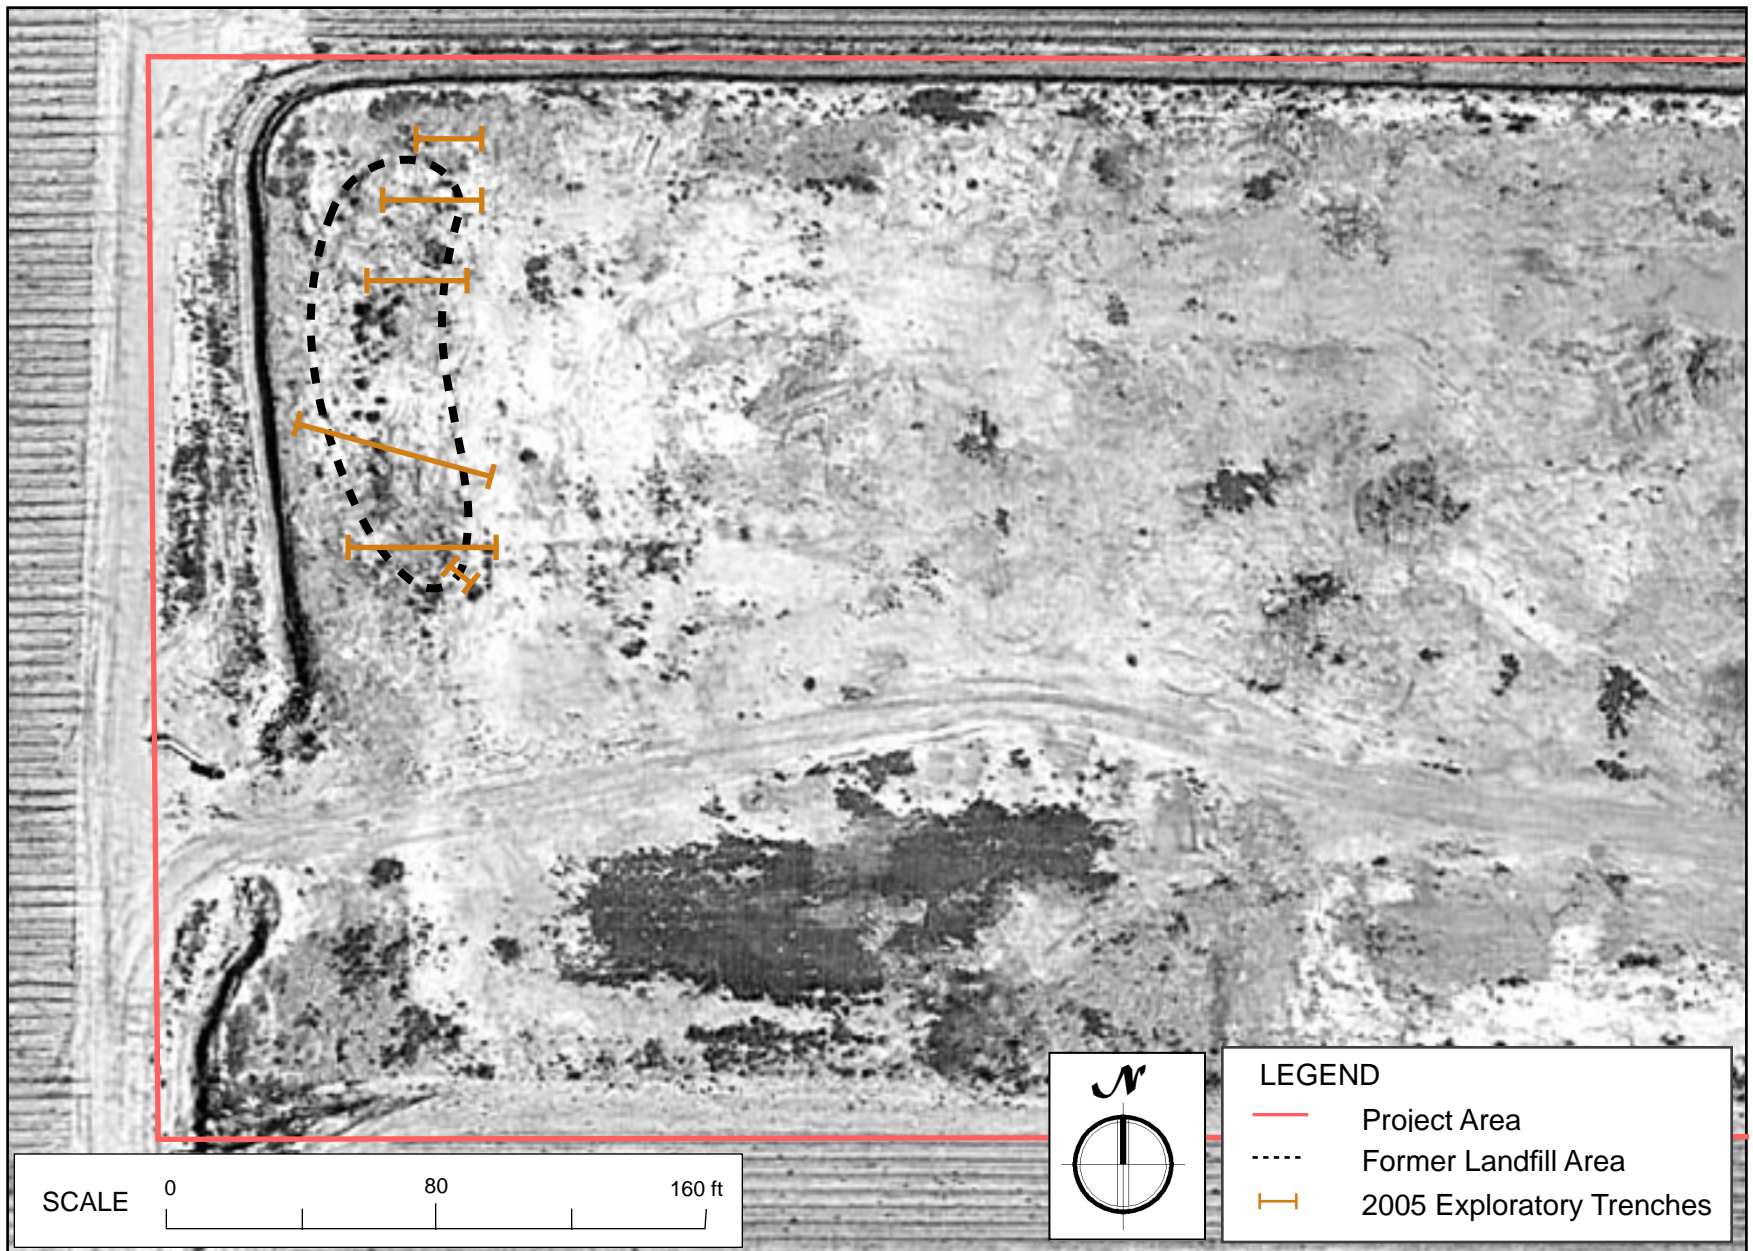 N
LEGEND
Project Area
Former Landfill Area
2005 Exploratory Trenches
SCALE 0 80 160 ft